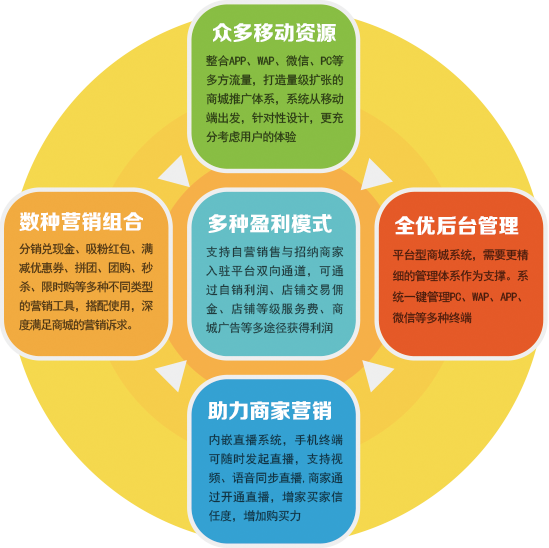 众多移动资源
整合APP、WAP、微信、PC等
多方流量，打造量级扩张的
商城推广体系，系统从移动
端出发，针对性设计，更充
分考虑用户的体验
数种营销组合
分销兑现金、吸粉红包、满
减优惠券、拼团、团购、秒
杀、限时购等多种不同类型
的营销工具，搭配使用，深
度满足商城的营销诉求。
多种盈利模式
支持自营销售与招纳商家
入驻平台双向通道，可通
过自销利润、店铺交易佣
金、店铺等级服务费、商
城广告等多途径获得利润
全优后台管理
平台型商城系统，需要更精
细的管理体系作为支撑。系
统一键管理PC、WAP、APP、
微信等多种终端
助力商家营销
内嵌直播系统，手机终端
可随时发起直播，支持视
频、语音同步直播.商家通
过开通直播，增家买家信
任度，增加购买力